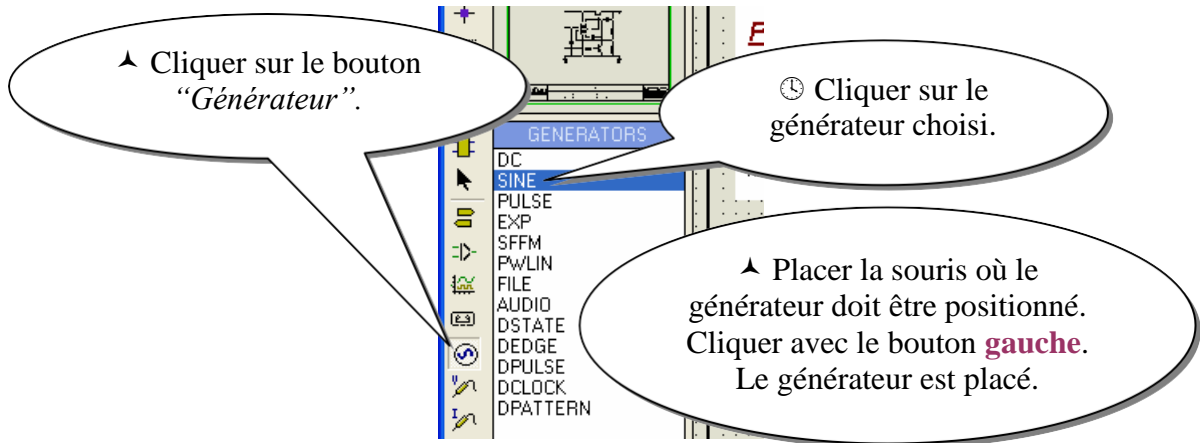 Cliquer sur le bouton
“Générateur”.
Cliquer sur le
générateur choisi.
GENERATORS
DC
SINE
PULSE
EXP
SFFM
PWLIN
FILE
AUDIO
DSTATE
DEDGE
DPULSE
DCLOCK
DPATTERN
Placer la souris où le
générateur doit être positionné.
Cliquer avec le bouton gauche.
Le générateur est placé.